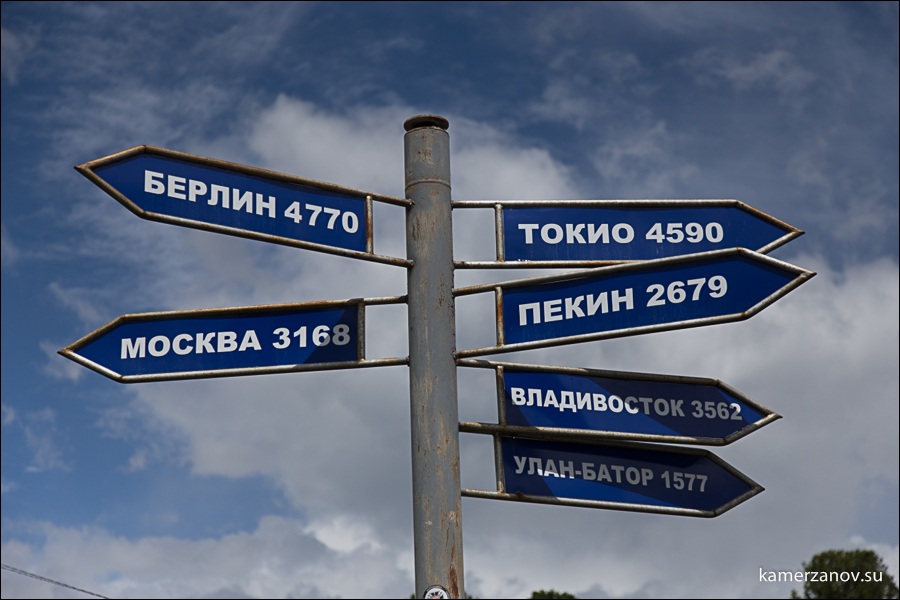 БЕРЛИН 4770
МОСКВА 3168
ТОКИО 4590
ПЕКИН 2679
ВЛАДИВОСТОК 3562
УЛАН-БАТОР 1577
kamerzanov.su